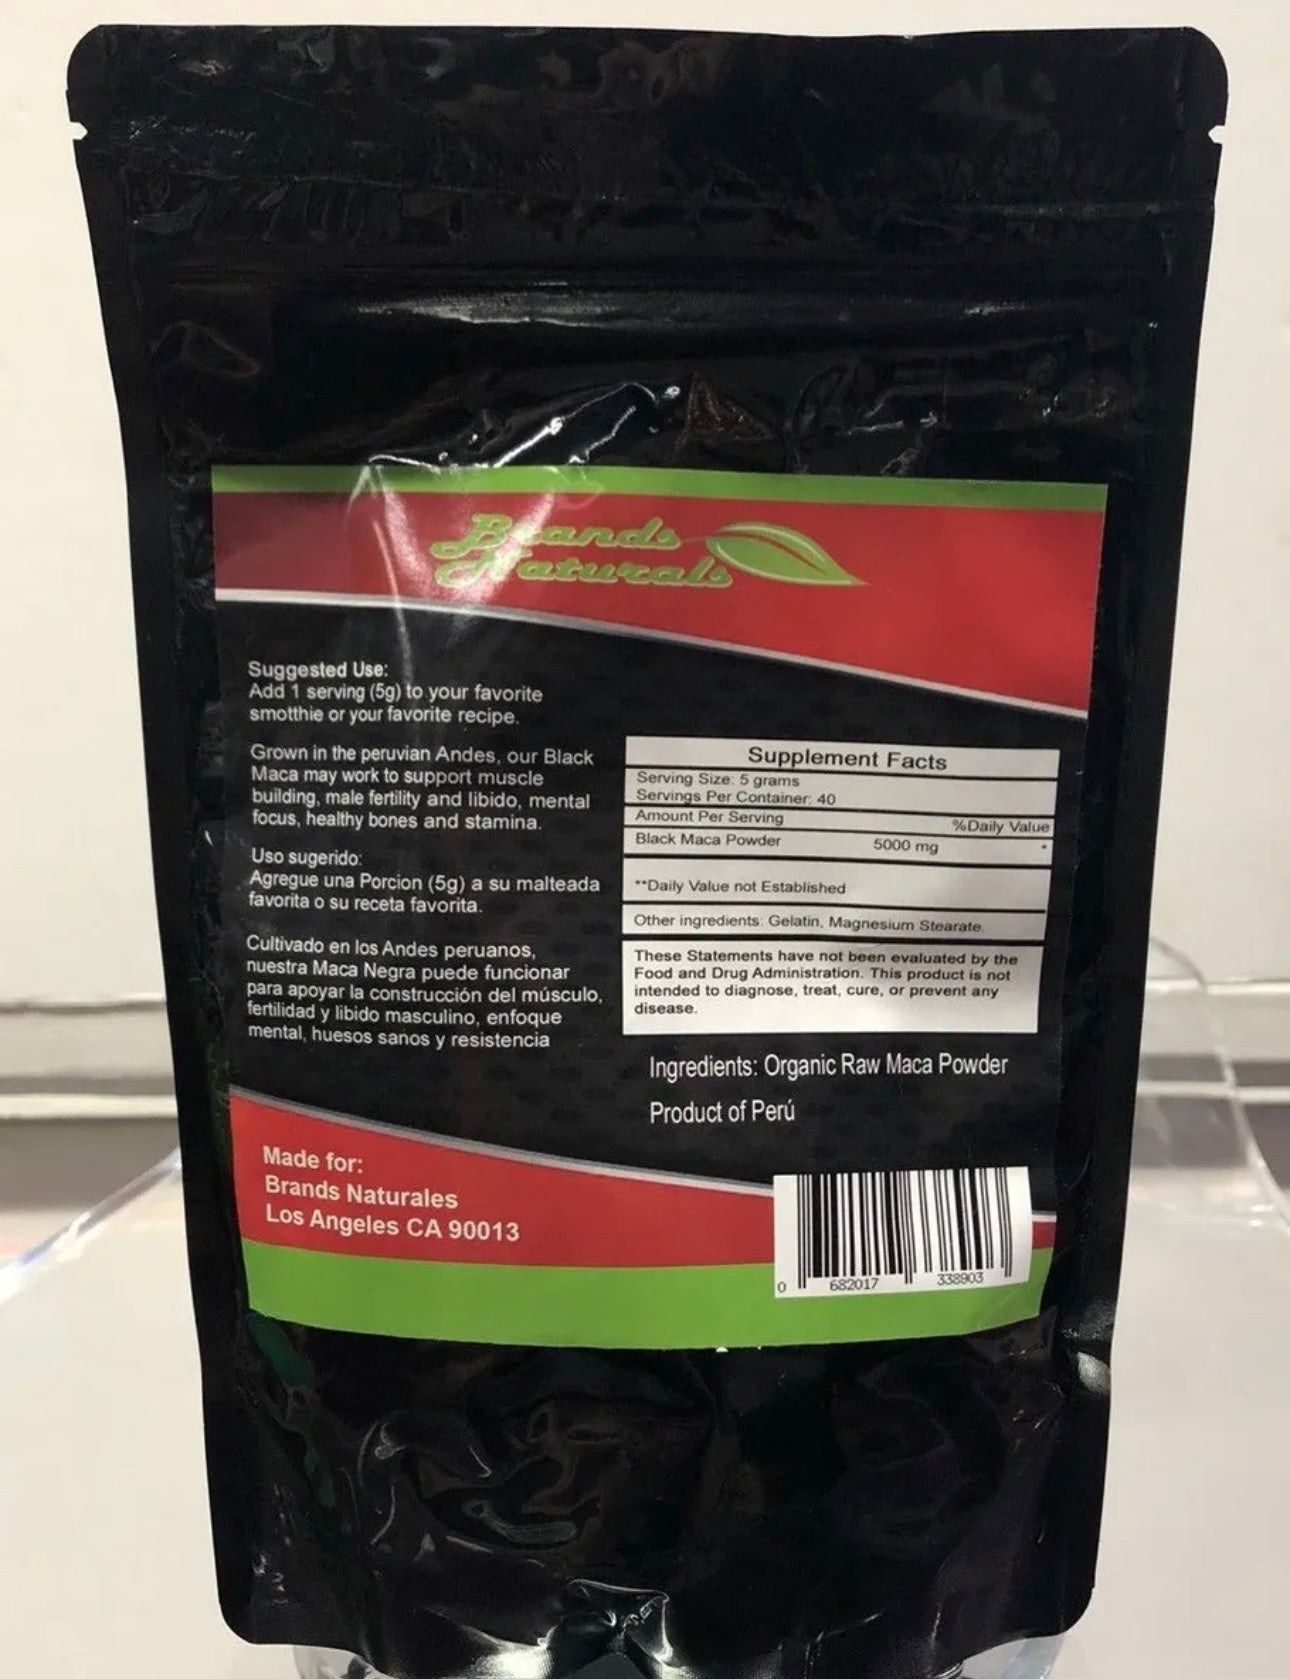 Brands
Naturals
Suggested Use:
Add 1 serving (5g) to your favorite
smotthie or your favorite recipe.
Grown in the peruvian Andes, our Black
Maca may work to support muscle
building, male fertility and libido, mental
focus, healthy bones and stamina.
Uso sugerido:
Agregue una Porcion (5g) a su malteada
favorita o su receta favorita.
Cultivado en los Andes peruanos,
nuestra Maca Negra puede funcionar
para apoyar la construcción del músculo,
fertilidad y libido masculino, enfoque
mental, huesos sanos y resistencia
Supplement Facts
Serving Size: 5 grams
Servings Per Container: 40
Amount Per Serving %Daily Value
Black Maca Powder 5000 mg *
**Daily Value not Established
Other ingredients: Gelatin, Magnesium Stearate.
These Statements have not been evaluated by the
Food and Drug Administration. This product is not
intended to diagnose, treat, cure, or prevent any
disease.
Ingredients: Organic Raw Maca Powder
Product of Perú
Made for:
Brands Naturales
Los Angeles CA 90013
0 682017 338903